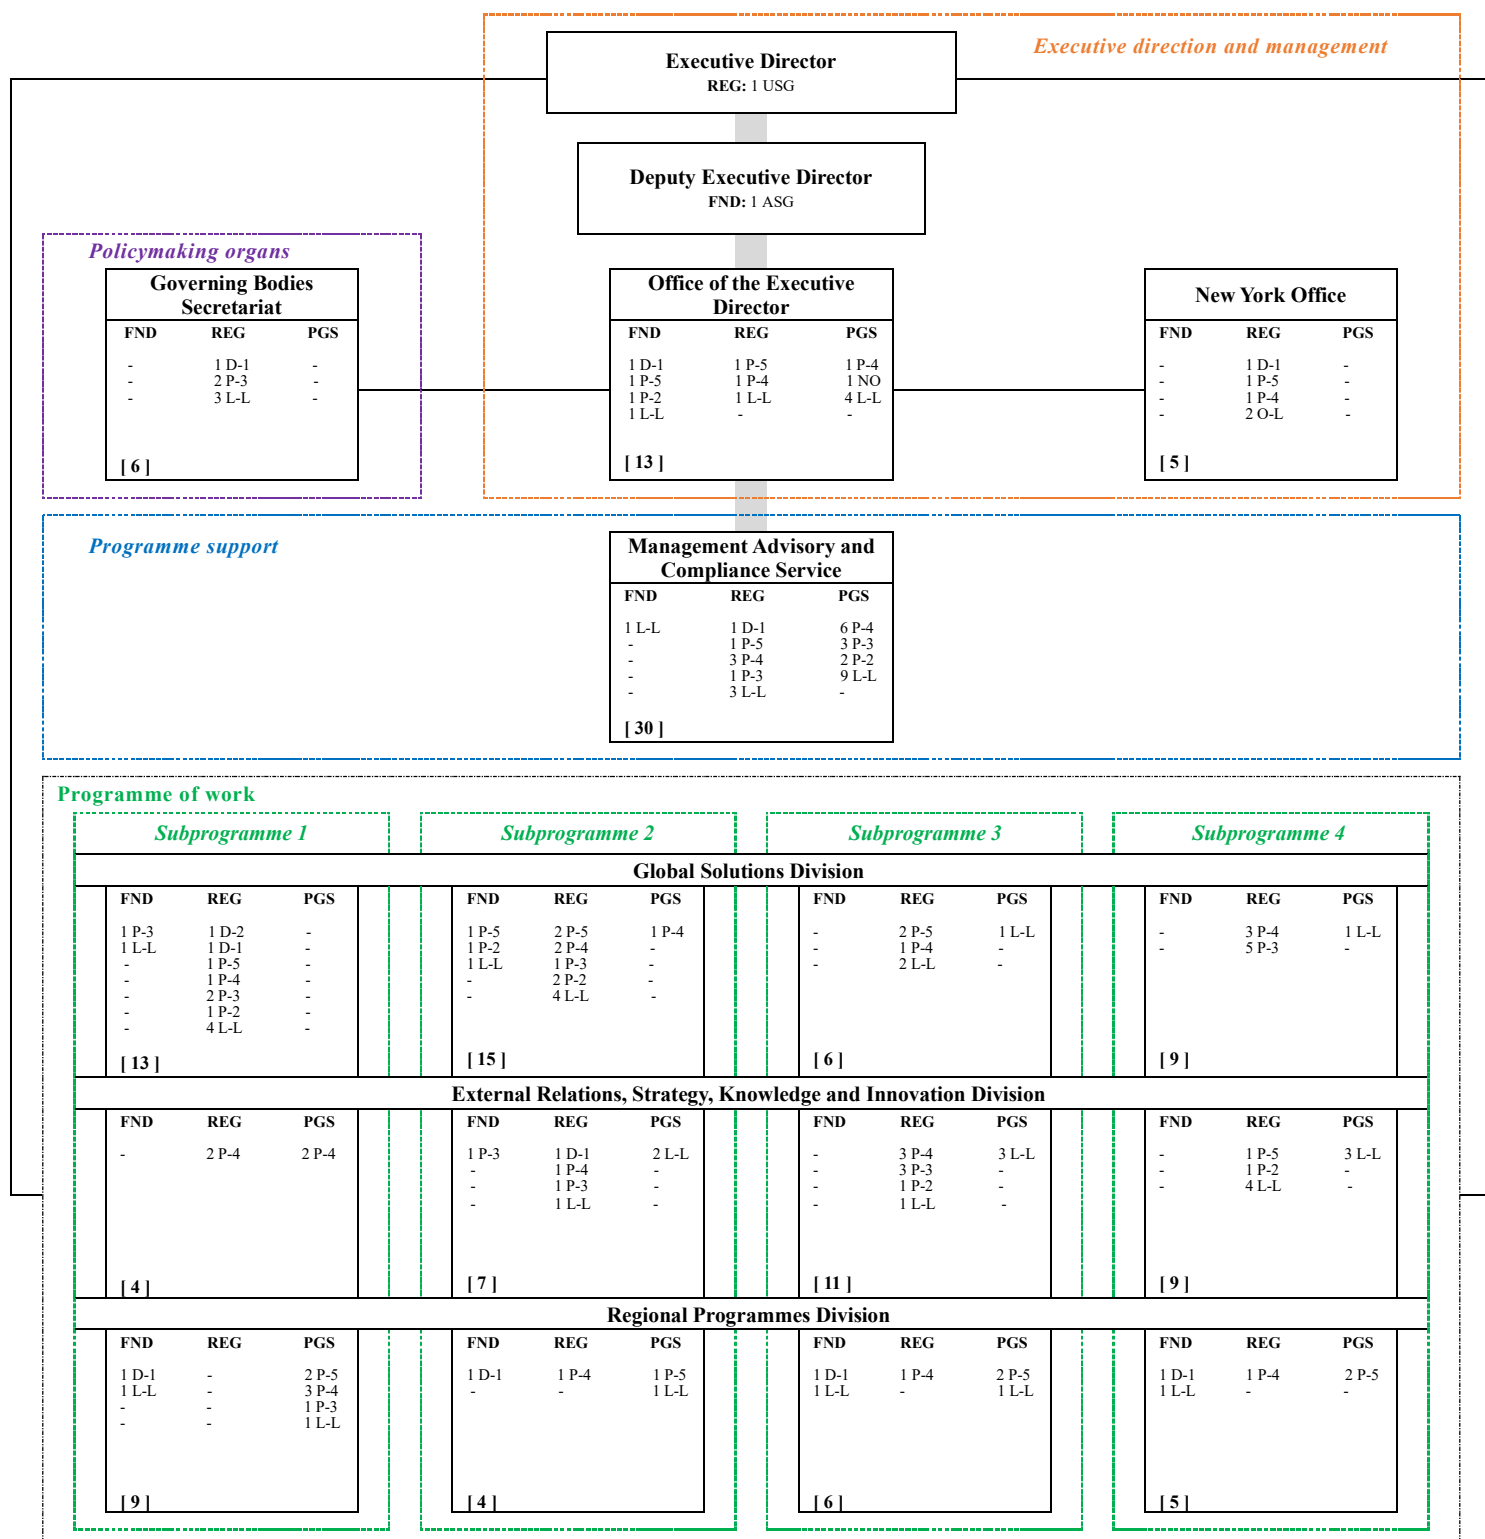 Executive direction and management
Executive Director
REG: 1 USG
Deputy Executive Director
FND: 1 ASG
Policymaking organs
Governing Bodies
Secretariat
FND REG PGS
- 1 D-1 -
- 2 P-3 -
- 3 L-L -
[ 6 ]
Office of the Executive
Director
FND REG PGS
1 D-1 1 P-5 1 P-4
1 P-5 1 P-4 1 NO
1 P-2 1 L-L 4 L-L
1 L-L - -
[ 13 ]
New York Office
FND REG PGS
- 1 D-1 -
- 1 P-5 -
- 1 P-4 -
- 2 O-L -
[ 5 ]
Programme support
Management Advisory and
Compliance Service
FND REG PGS
1 L-L 1 D-1 6 P-4
- 1 P-5 3 P-3
- 3 P-4 2 P-2
- 1 P-3 9 L-L
- 3 L-L -
[ 30 ]
Programme of work
Subprogramme 1
Subprogramme 2
Subprogramme 3
Subprogramme 4
Global Solutions Division
FND REG PGS
1 P-3 1 D-2 -
1 L-L 1 D-1 -
- 1 P-5 -
- 1 P-4 -
- 2 P-3 -
- 1 P-2 -
- 4 L-L -
[ 13 ]
FND REG PGS
1 P-5 2 P-5 1 P-4
1 P-2 2 P-4 -
1 L-L 1 P-3 -
- 2 P-2 -
- 4 L-L -
[ 15 ]
FND REG PGS
- 2 P-5 1 L-L
- 1 P-4 -
- 2 L-L -
[ 6 ]
FND REG PGS
- 3 P-4 1 L-L
- 5 P-3 -
[ 9 ]
External Relations, Strategy, Knowledge and Innovation Division
FND REG PGS
- 2 P-4 2 P-4
[ 4 ]
FND REG PGS
1 P-3 1 D-1 2 L-L
- 1 P-4 -
- 1 P-3 -
- 1 L-L -
[ 7 ]
FND REG PGS
- 3 P-4 3 L-L
- 3 P-3 -
- 1 P-2 -
- 1 L-L -
[ 11 ]
FND REG PGS
- 1 P-5 3 L-L
- 1 P-2 -
- 4 L-L -
[ 9 ]
Regional Programmes Division
FND REG PGS
1 D-1 - 2 P-5
1 L-L - 3 P-4
- - 1 P-3
- - 1 L-L
[ 9 ]
FND REG PGS
1 D-1 1 P-4 1 P-5
- - 1 L-L
[ 4 ]
FND REG PGS
1 D-1 1 P-4 2 P-5
1 L-L - 1 L-L
[ 6 ]
FND REG PGS
1 D-1 1 P-4 2 P-5
1 L-L - -
[ 5 ]